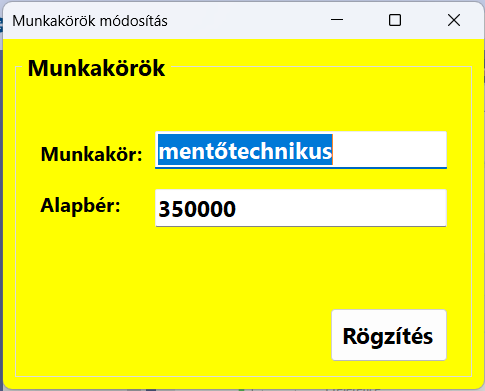 Munkakörök módosítás
Munkakörök
Munkakör: mentőtechnikus
Alapbér: 350000
Rögzítés